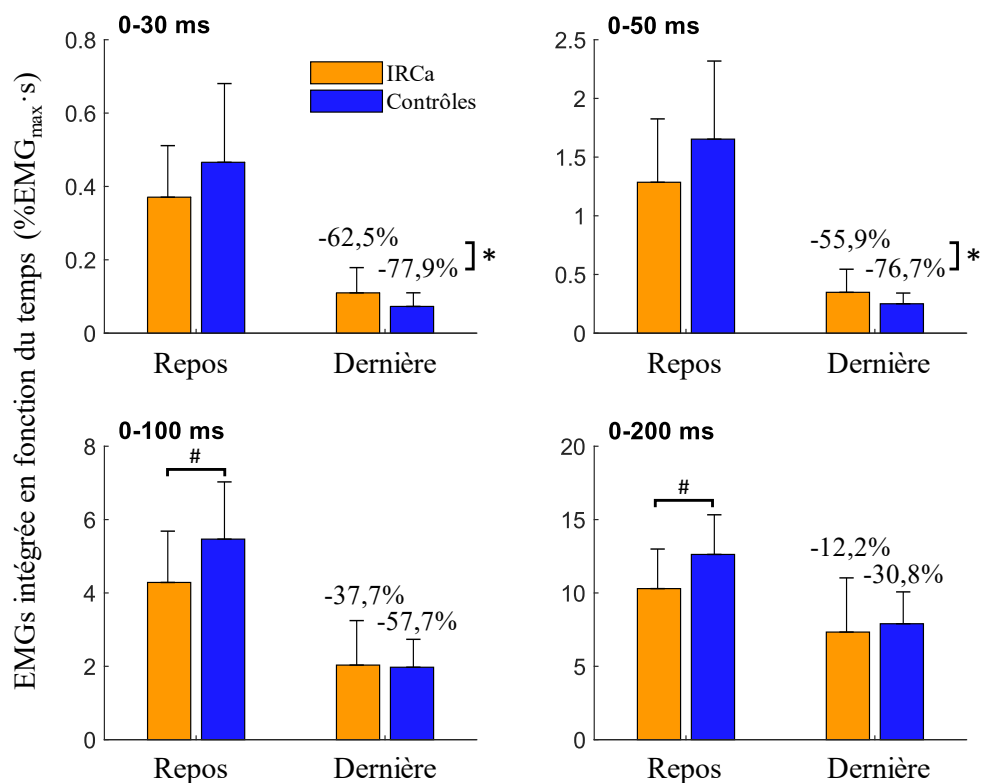 EMGs intégrée en fonction du temps (%EMGmax·s)
0-30 ms
0.8
0.6
0.4
0.2
0
IRCa
Contrôles
-62,5%
-77,9%
*
Repos
Dernière
0-50 ms
2.5
2
1.5
1
0.5
0
-55,9%
-76,7%
*
Repos
Dernière
0-100 ms
8
6
4
2
0
#
-37,7%
-57,7%
Repos
Dernière
0-200 ms
20
15
10
5
0
#
-12,2%
-30,8%
Repos
Dernière